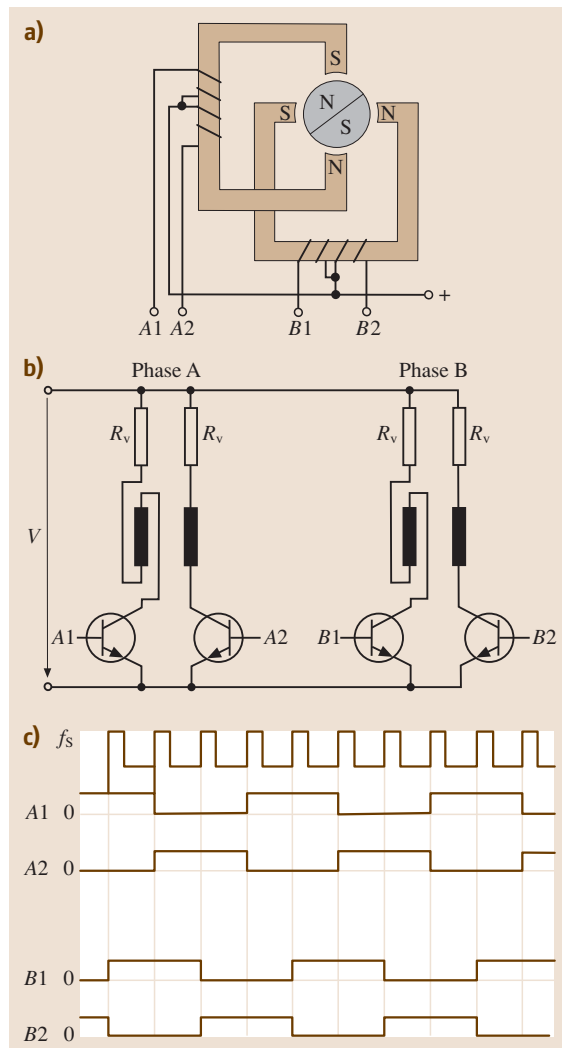 a)
S
N
S
S
N
N
+
A1 A2 B1 B2
b)
Phase A Phase B
Rv Rv Rv Rv
V
A1 A2 B1 B2
c)
fS
A1 0
A2 0
B1 0
B2 0